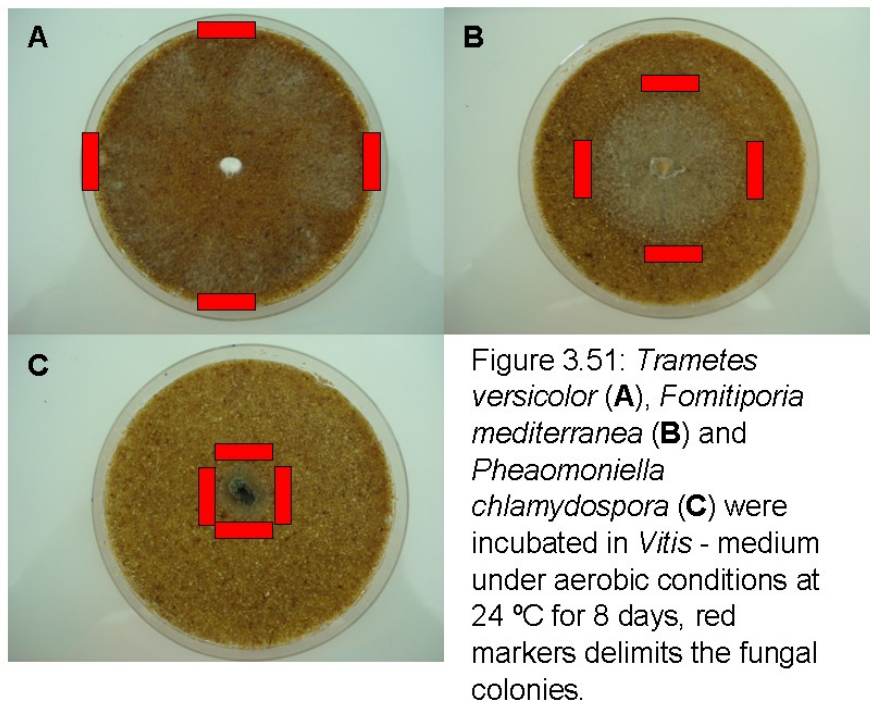 A
B
C
Figure 3.51: Trametes
versicolor (A), Fomitiporia
mediterranea (B) and
Pheaomoniella
chlamydospora (C) were
incubated in Vitis - medium
under aerobic conditions at
24 ºC for 8 days, red
markers delimits the fungal
colonies.